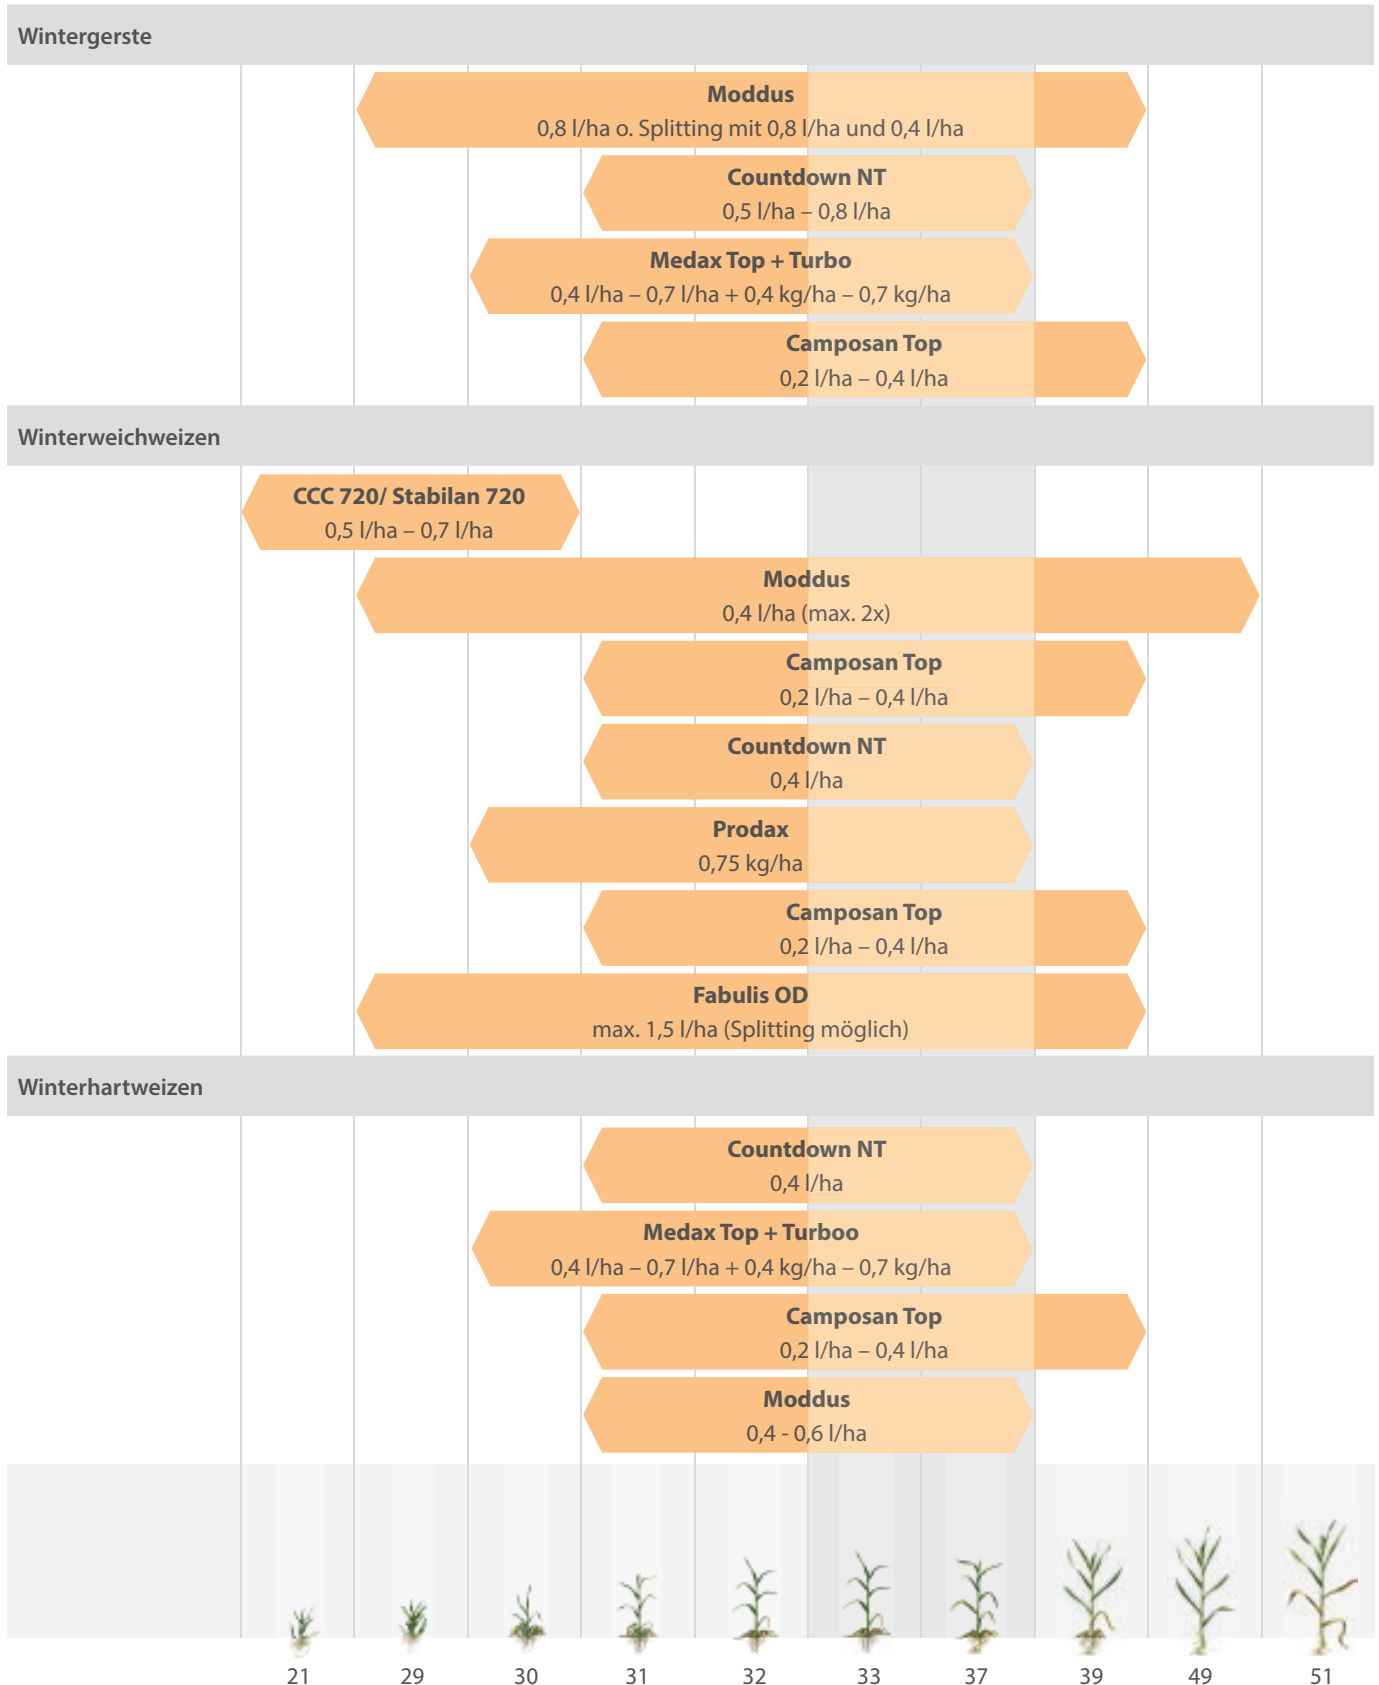 Wintergerste
Moddus
0,8 l/ha o. Splitting mit 0,8 l/ha und 0,4 l/ha
Countdown NT
0,5 l/ha – 0,8 l/ha
Medax Top + Turbo
0,4 l/ha – 0,7 l/ha + 0,4 kg/ha – 0,7 kg/ha
Camposan Top
0,2 l/ha – 0,4 l/ha
Winterweichweizen
CCC 720/ Stabilan 720
0,5 l/ha – 0,7 l/ha
Moddus
0,4 l/ha (max. 2x)
Camposan Top
0,2 l/ha – 0,4 l/ha
Countdown NT
0,4 l/ha
Prodax
0,75 kg/ha
Camposan Top
0,2 l/ha – 0,4 l/ha
Fabulis OD
max. 1,5 l/ha (Splitting möglich)
Winterhartweizen
Countdown NT
0,4 l/ha
Medax Top + Turboo
0,4 l/ha – 0,7 l/ha + 0,4 kg/ha – 0,7 kg/ha
Camposan Top
0,2 l/ha – 0,4 l/ha
Moddus
0,4 - 0,6 l/ha
21 29 30 31 32 33 37 39 49 51